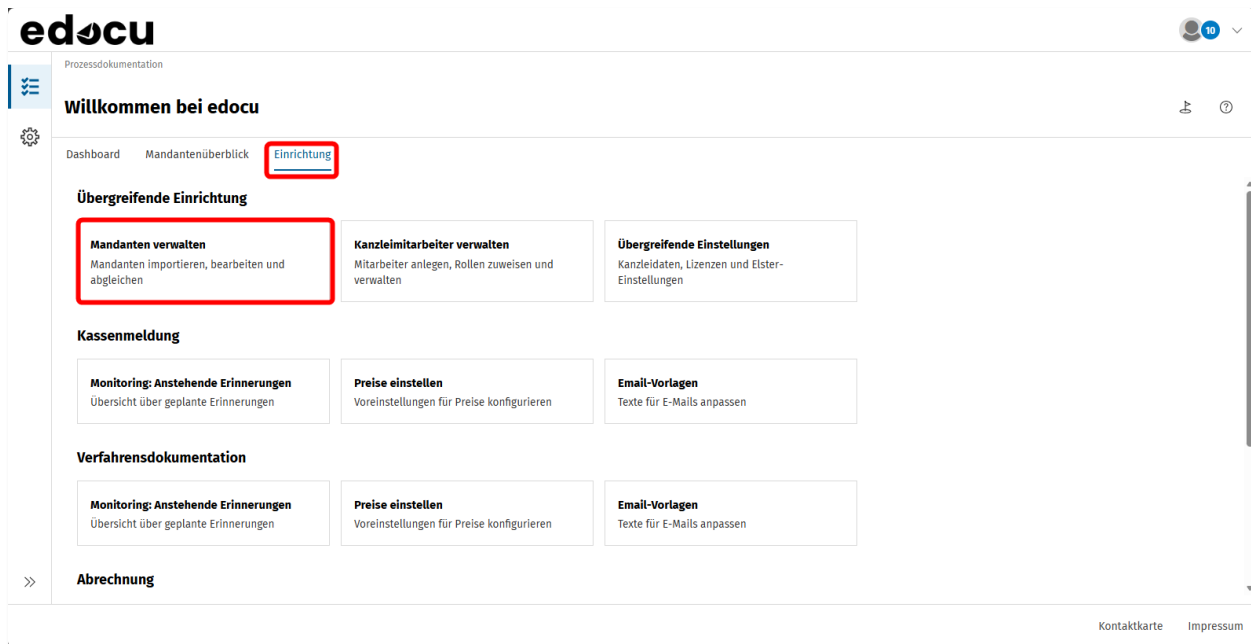 edocu
10
Prozessdokumentation
Willkommen bei edocu
Dashboard Mandantenüberblick Einrichtung
Übergreifende Einrichtung
Mandanten verwalten
Mandanten importieren, bearbeiten und
abgleichen
Kanzleimitarbeiter verwalten
Mitarbeiter anlegen, Rollen zuweisen und
verwalten
Übergreifende Einstellungen
Kanzleidaten, Lizenzen und Elster-
Einstellungen
Kassenmeldung
Monitoring: Anstehende Erinnerungen
Übersicht über geplante Erinnerungen
Preise einstellen
Voreinstellungen für Preise konfigurieren
Email-Vorlagen
Texte für E-Mails anpassen
Verfahrensdokumentation
Monitoring: Anstehende Erinnerungen
Übersicht über geplante Erinnerungen
Preise einstellen
Voreinstellungen für Preise konfigurieren
Email-Vorlagen
Texte für E-Mails anpassen
Abrechnung
Kontaktkarte Impressum